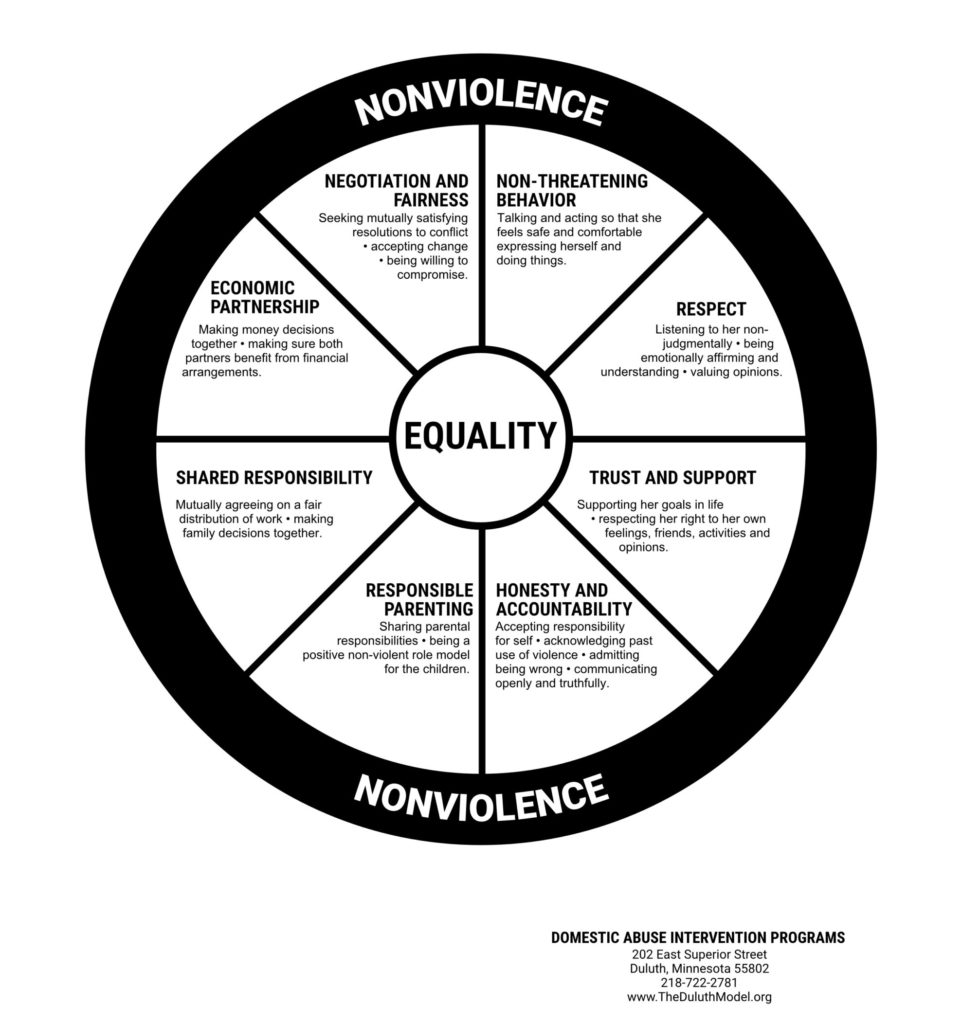 NONVIOLENCE
NEGOTIATION AND
FAIRNESS
Seeking mutually satisfying
resolutions to conflict
• accepting change
• being willing to
compromise.
NON-THREATENING
BEHAVIOR
Talking and acting so that she
feels safe and comfortable
expressing herself and
doing things.
ECONOMIC
PARTNERSHIP
Making money decisions
together • making sure both
partners benefit from financial
arrangements.
RESPECT
Listening to her non-
judgmentally • being
emotionally affirming and
understanding • valuing opinions.
EQUALITY
SHARED RESPONSIBILITY
Mutually agreeing on a fair
distribution of work • making
family decisions together.
TRUST AND SUPPORT
Supporting her goals in life
• respecting her right to her own
feelings, friends, activities and
opinions.
RESPONSIBLE
PARENTING
Sharing parental
responsibilities • being a
positive non-violent role model
for the children.
HONESTY AND
ACCOUNTABILITY
Accepting responsibility
for self • acknowledging past
use of violence • admitting
being wrong • communicating
openly and truthfully.
NONVIOLENCE
DOMESTIC ABUSE INTERVENTION PROGRAMS
202 East Superior Street
Duluth, Minnesota 55802
218-722-2781
www.TheDuluthModel.org